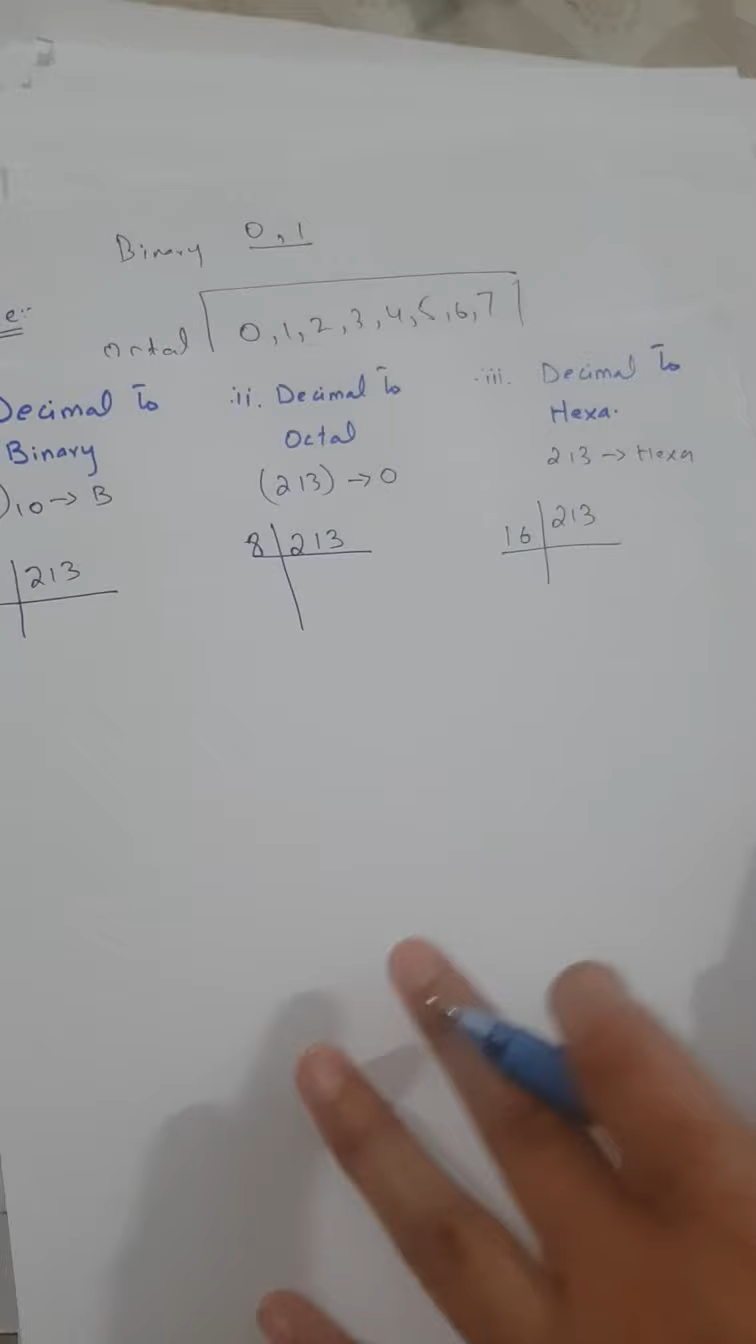 Binary 0,1
e:-
Octal 0,1,2,3,4,5,6,7
Decimal To
Binary
)10 → B
213
ii. Decimal To
Octal
(213) → O
8 213
iii. Decimal To
Hexa.
213 → Hexa
16 213